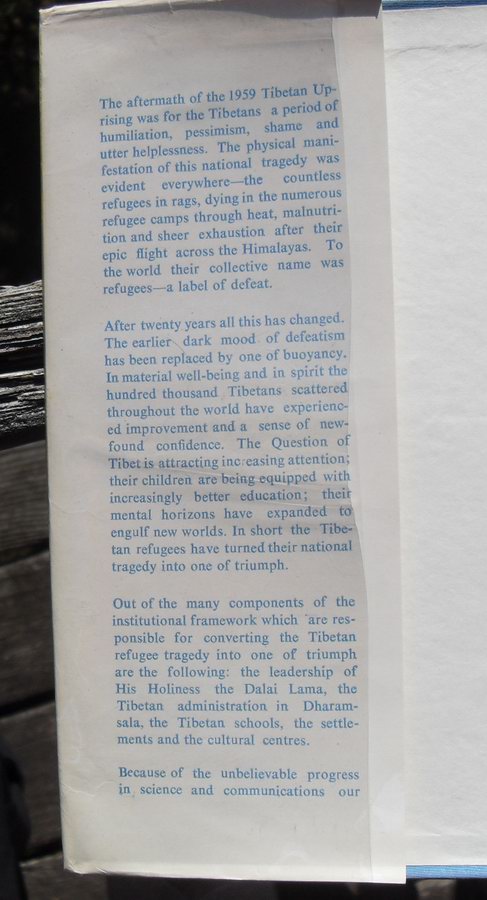 The aftermath of the 1959 Tibetan Up-
rising was for the Tibetans a period of
humiliation, pessimism, shame and
utter helplessness. The physical mani-
festation of this national tragedy was
evident everywhere—the countless
refugees in rags, dying in the numerous
refugee camps through heat, malnutri-
tion and sheer exhaustion after their
epic flight across the Himalayas. To
the world their collective name was
refugees—a label of defeat.

After twenty years all this has changed.
The earlier dark mood of defeatism
has been replaced by one of buoyancy.
In material well-being and in spirit the
hundred thousand Tibetans scattered
throughout the world have experienc-
ed improvement and a sense of new-
found confidence. The Question of
Tibet is attracting inc easing attention;
their children are being equipped with
increasingly better education; their
mental horizons have expanded to
engulf new worlds. In short the Tibe-
tan refugees have turned their national
tragedy into one of triumph.

Out of the many components of the
institutional framework which are res-
ponsible for converting the Tibetan
refugee tragedy into one of triumph
are the following: the leadership of
His Holiness the Dalai Lama, the
Tibetan administration in Dharam-
sala, the Tibetan schools, the settle-
ments and the cultural centres.

Because of the unbelievable progress
in science and communications our